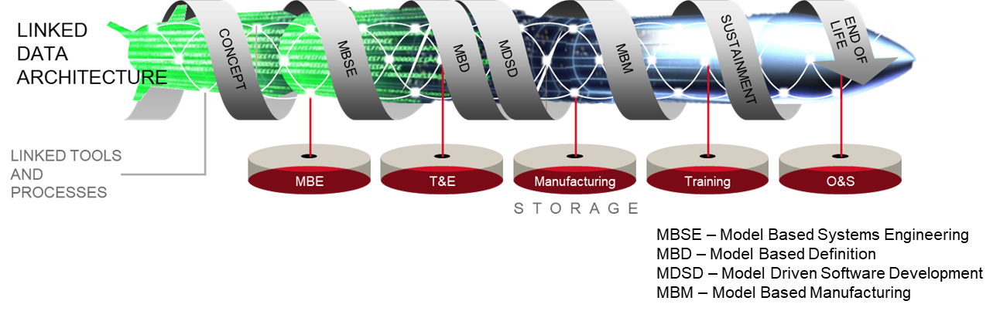 LINKED
DATA
ARCHITECTURE
CONCEPT
MBSE
MBD
MDSD
MBM
SUSTAINMENT
END OF
LIFE
LINKED TOOLS
AND
PROCESSES
MBE
T&E
Manufacturing
Training
O&S
STORAGE
MBSE – Model Based Systems Engineering
MBD – Model Based Definition
MDSD – Model Driven Software Development
MBM – Model Based Manufacturing